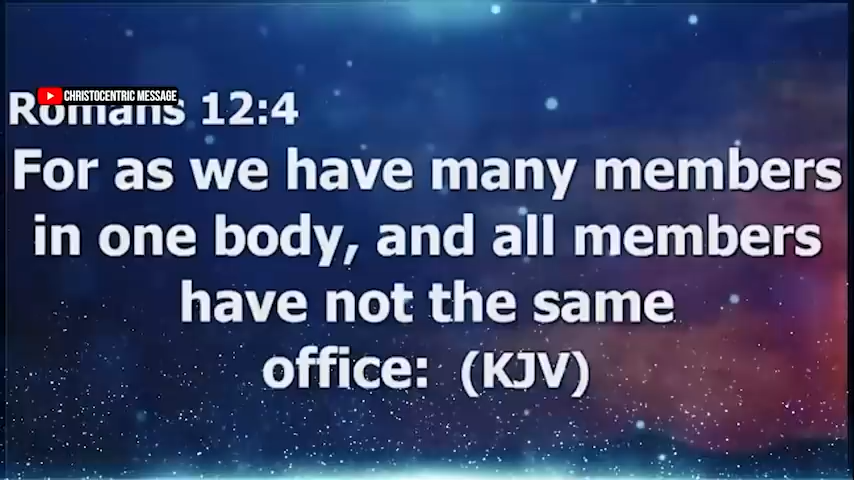 CHRISTOCENTRIC MESSAGE
Romans 12:4
For as we have many members
in one body, and all members
have not the same
office: (KJV)